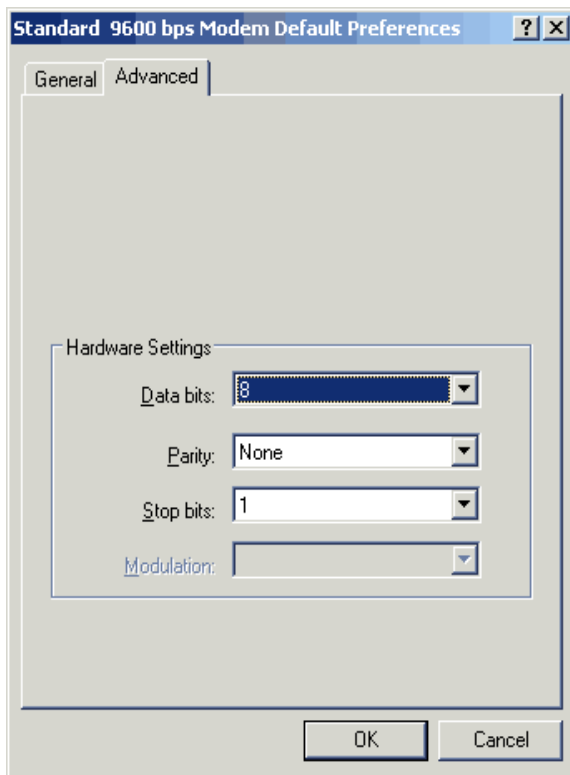 Standard 9600 bps Modem Default Preferences
General Advanced
Hardware Settings
Data bits: 8
Parity: None
Stop bits: 1
Modulation:
OK Cancel